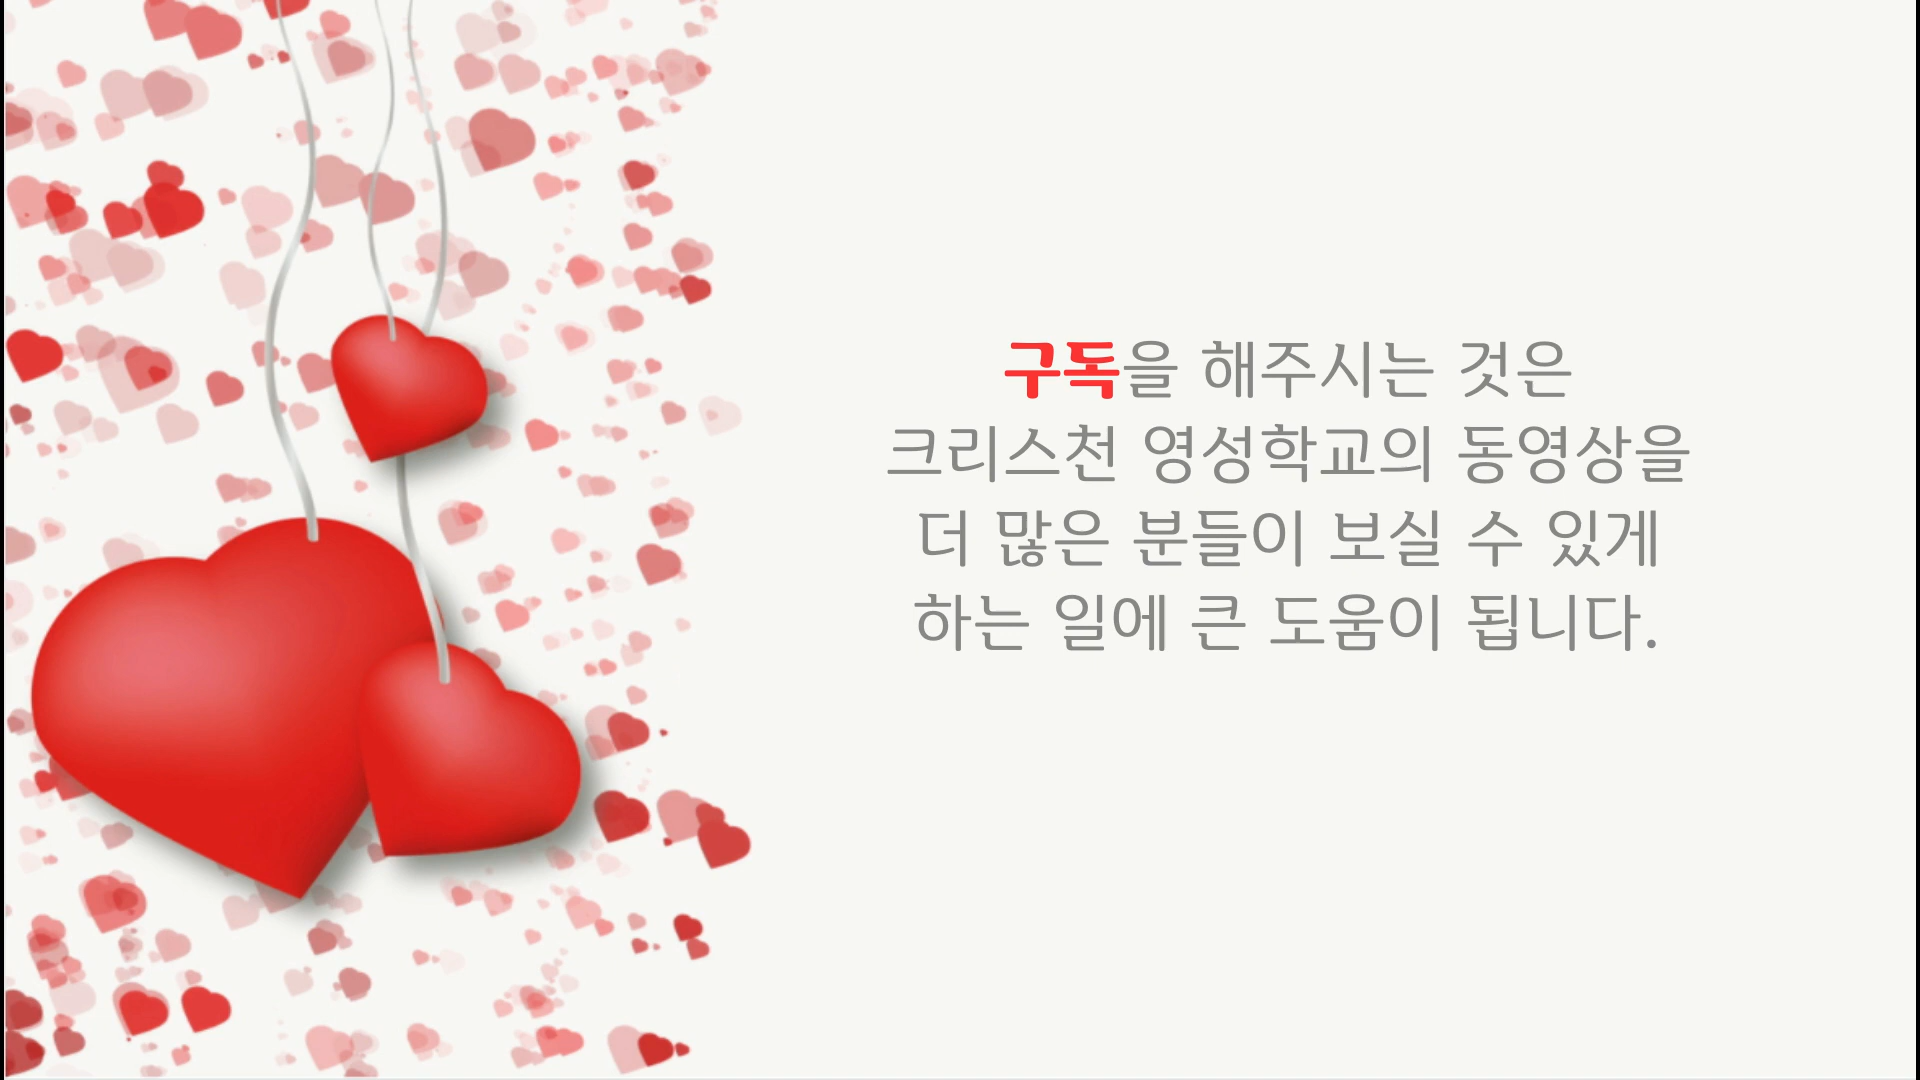 구독을 해주시는 것은
크리스천 영성학교의 동영상을
더 많은 분들이 보실 수 있게
하는 일에 큰 도움이 됩니다.